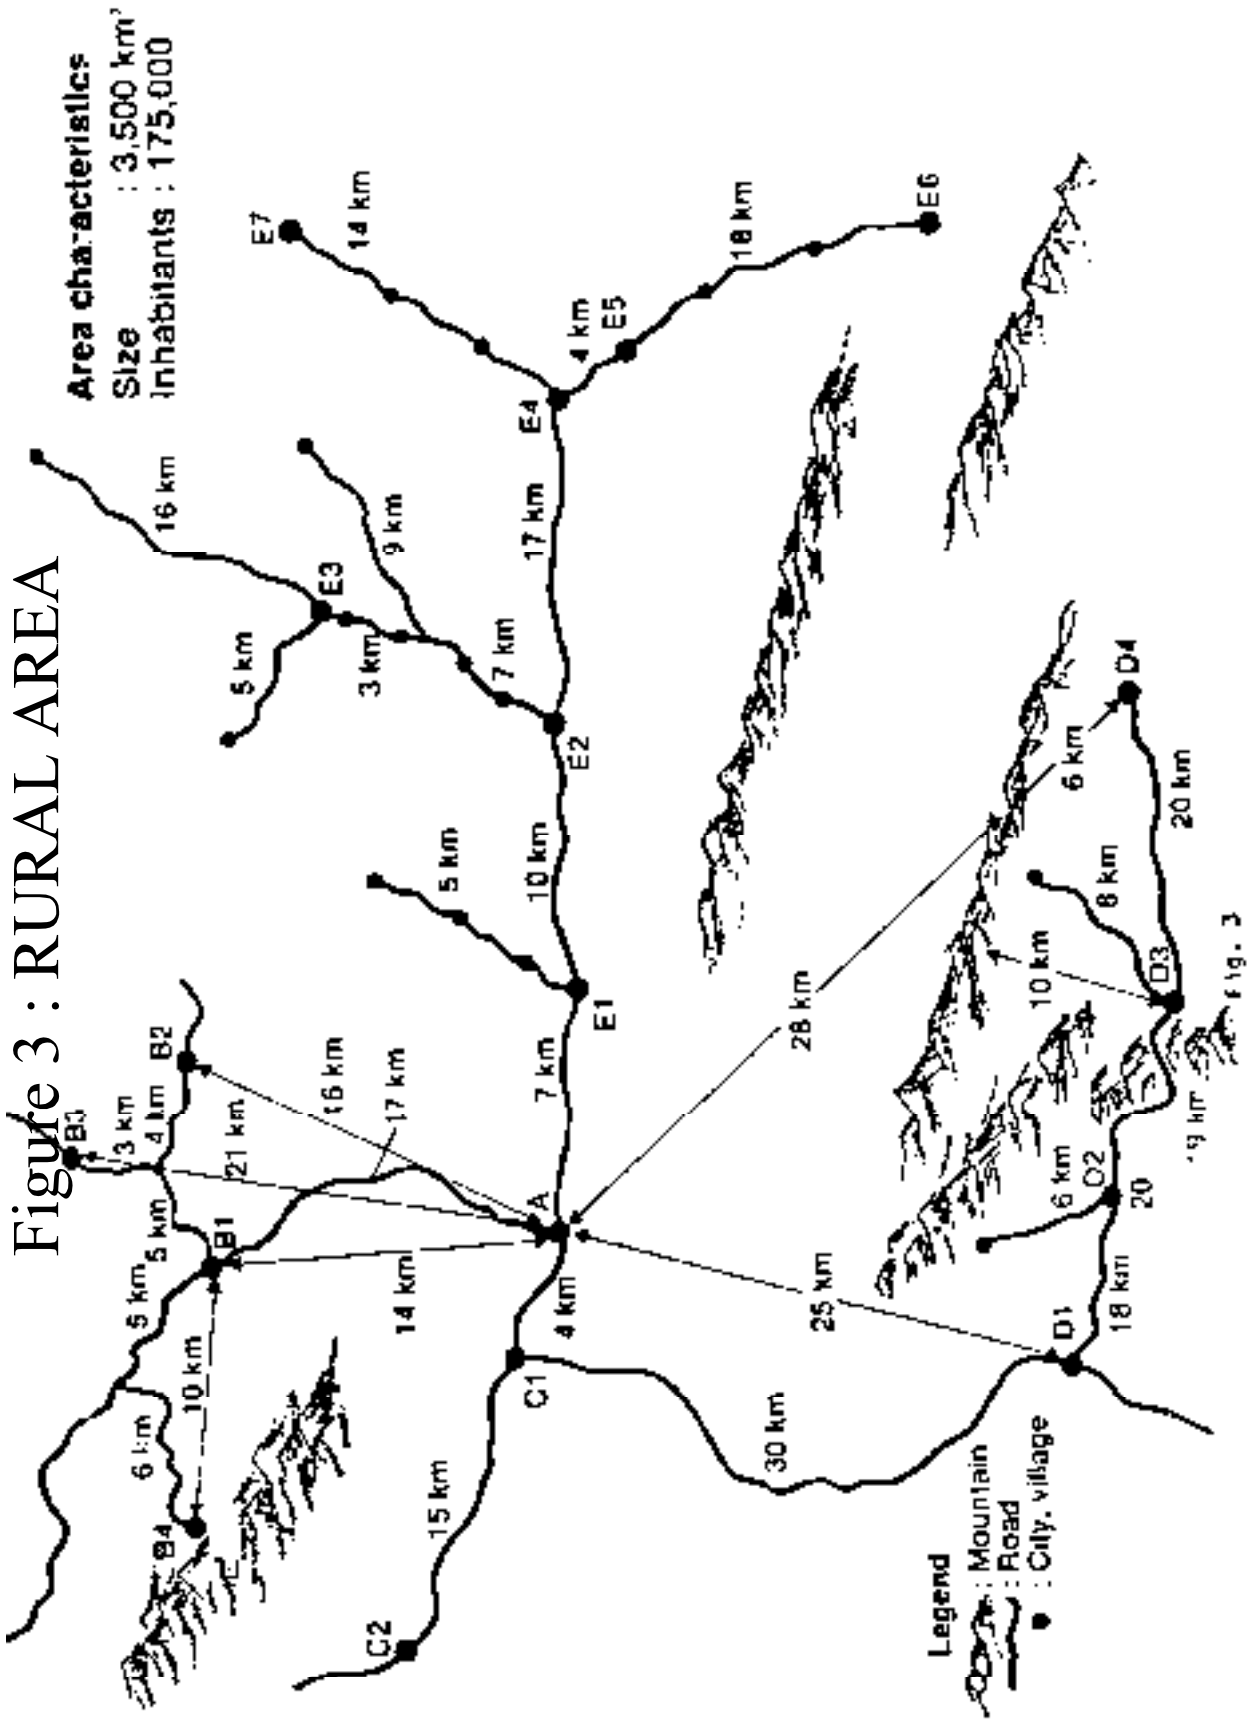 Figure 3 : RURAL AREA
Area characteristics
Size : 3,500 km²
Inhabitants : 175,000
B3
3 km
B2
4 km
5 km
B1
5 km
10 km
6 km
B4
21 km
16 km
17 km
14 km
A
4 km
C1
15 km
C2
30 km
7 km
E1
5 km
10 km
E2
7 km
3 km
9 km
E3
5 km
16 km
17 km
E4
14 km
E7
4 km
E5
18 km
E6
28 km
25 km
D1
18 km
D2
20
6 km
19 km
D3
10 km
8 km
20 km
6 km
D4
Legend
: Mountain
: Road
: City, village
Fig. 3